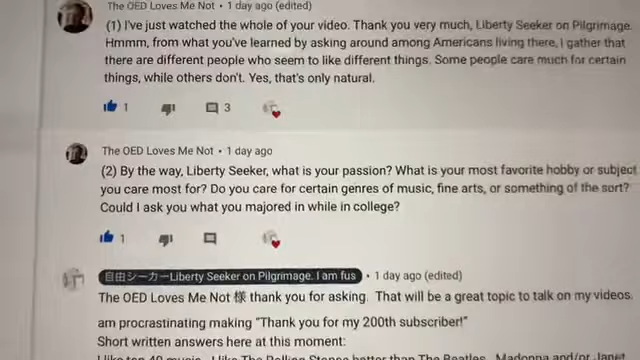 The OED Loves Me Not • 1 day ago (edited)
(1) I've just watched the whole of your video. Thank you very much, Liberty Seeker on Pilgrimage.
Hmmm, from what you've learned by asking around among Americans living there, I gather that
there are different people who seem to like different things. Some people care much for certain
things, while others don't. Yes, that's only natural.
1 3
The OED Loves Me Not • 1 day ago
(2) By the way, Liberty Seeker, what is your passion? What is your most favorite hobby or subject
you care most for? Do you care for certain genres of music, fine arts, or something of the sort?
Could I ask you what you majored in while in college?
1
自由シーカーLiberty Seeker on Pilgrimage. I am fus • 1 day ago (edited)
The OED Loves Me Not 様 thank you for asking. That will be a great topic to talk on my videos.
am procrastinating making "Thank you for my 200th subscriber!"
Short written answers here at this moment:
I like top 40 music. I like The Rolling Stones better than The Beatles. Madonna and/or Janet